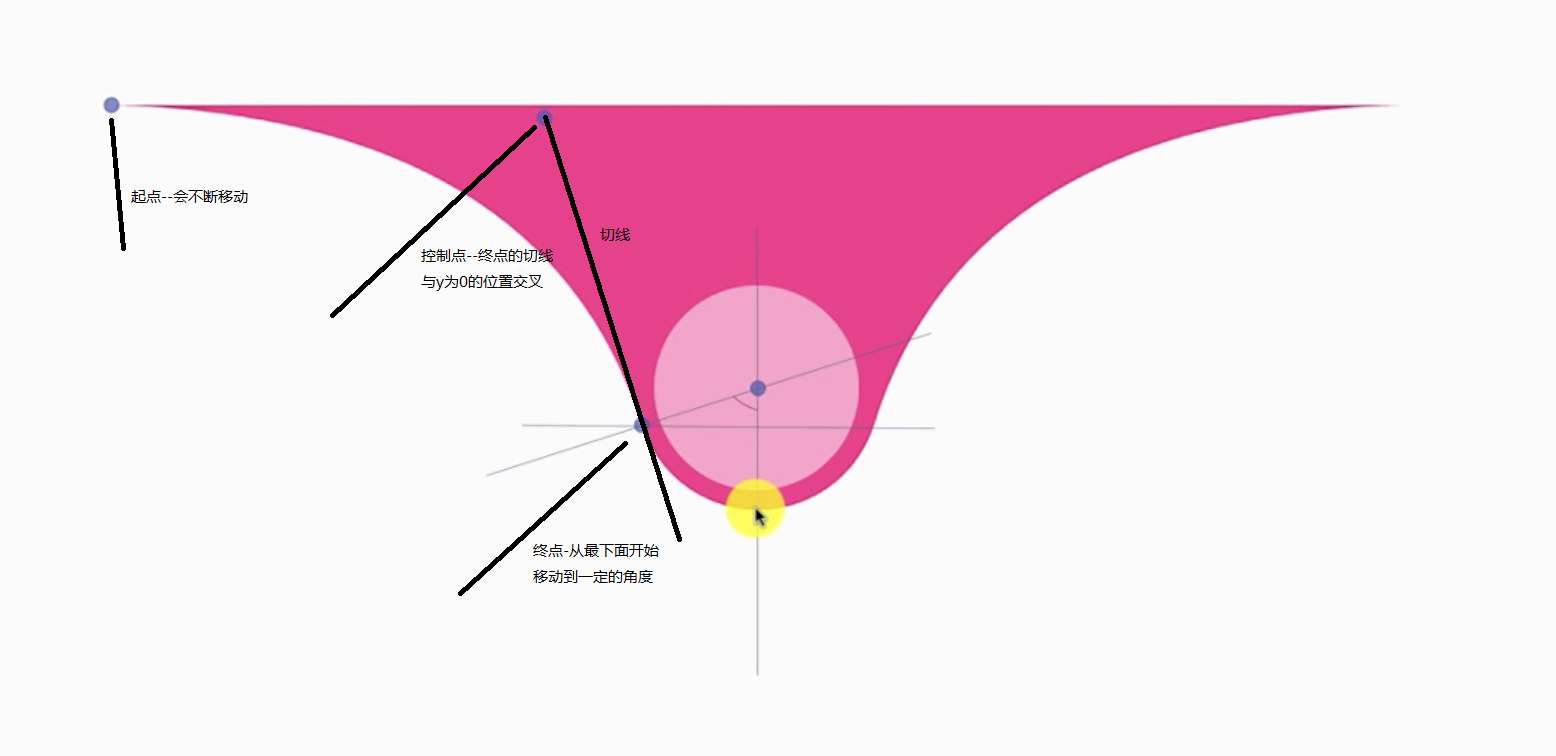 起点--会不断移动
切线
控制点--终点的切线
与y为0的位置交叉
终点-从最下面开始
移动到一定的角度